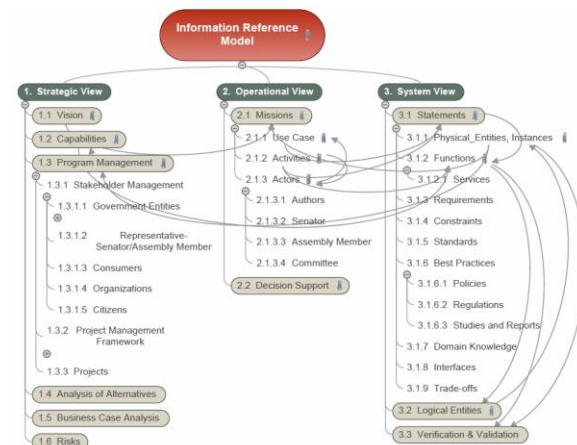 Information Reference
Model
1. Strategic View
1.1 Vision
1.2 Capabilities
1.3 Program Management
1.3.1 Stakeholder Management
1.3.1.1 Government Entities
1.3.1.2 Representative-
Senator/Assembly Member
1.3.1.3 Consumers
1.3.1.4 Organizations
1.3.1.5 Citizens
1.3.2 Project Management
Framework
1.3.3 Projects
1.4 Analysis of Alternatives
1.5 Business Case Analysis
1.6 Risks
2. Operational View
2.1 Missions
2.1.1 Use Case
2.1.2 Activities
2.1.3 Actors
2.1.3.1 Authors
2.1.3.2 Senator
2.1.3.3 Assembly Member
2.1.3.4 Committee
2.2 Decision Support
3. System View
3.1 Statements
3.1.1 Physical_Entities, Instances
3.1.2 Functions
3.1.2.1 Services
3.1.3 Requirements
3.1.4 Constraints
3.1.5 Standards
3.1.6 Best Practices
3.1.6.1 Policies
3.1.6.2 Regulations
3.1.6.3 Studies and Reports
3.1.7 Domain Knowledge
3.1.8 Interfaces
3.1.9 Trade-offs
3.2 Logical Entities
3.3 Verification & Validation